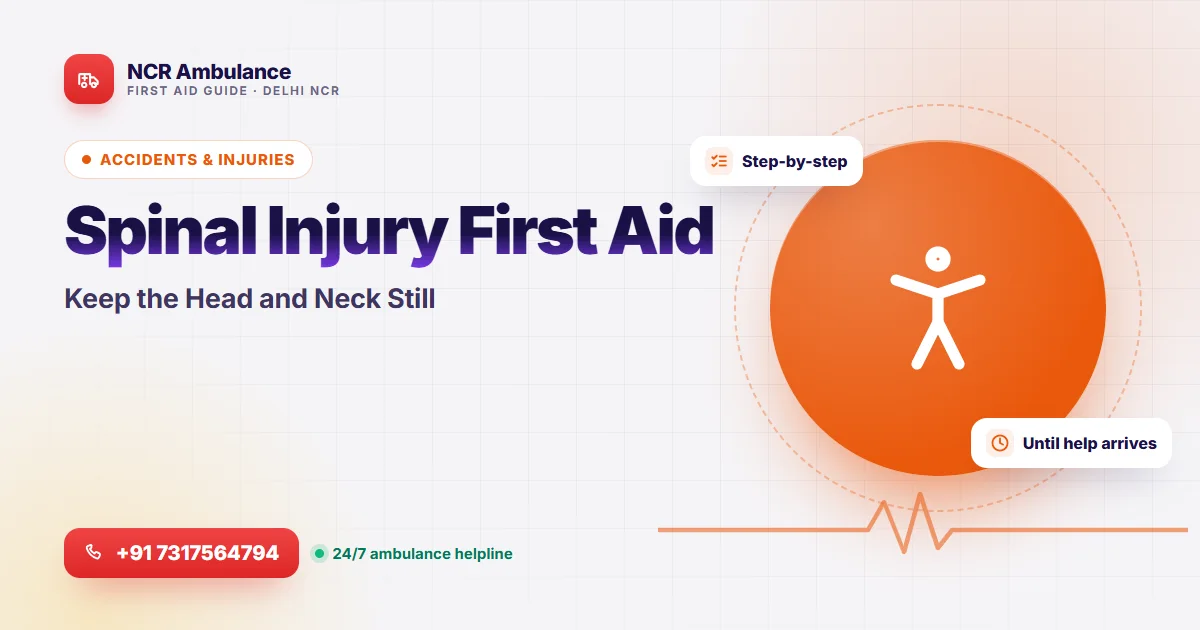 NCR Ambulance
FIRST AID GUIDE · DELHI NCR
ACCIDENTS & INJURIES
Step-by-step
Spinal Injury First Aid
Keep the Head and Neck Still
Until help arrives
+91 7317564794
24/7 ambulance helpline